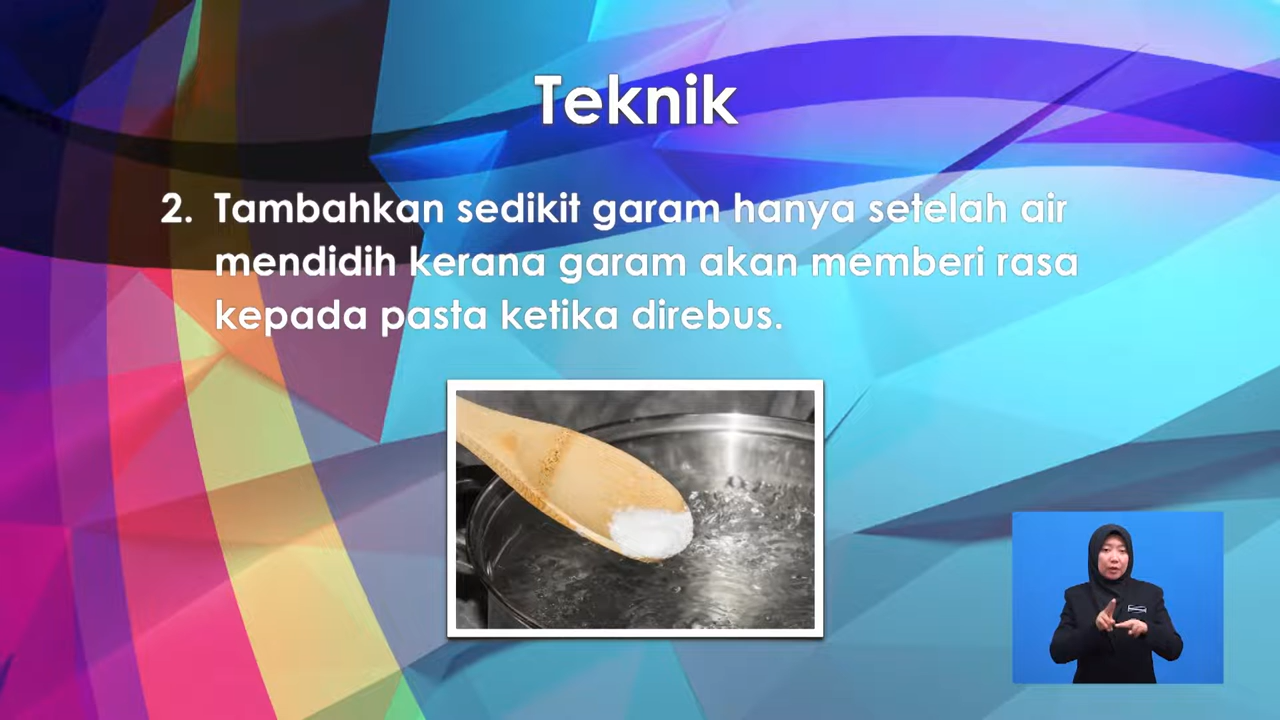 Teknik
2. Tambahkan sedikit garam hanya setelah air
mendidih kerana garam akan memberi rasa
kepada pasta ketika direbus.